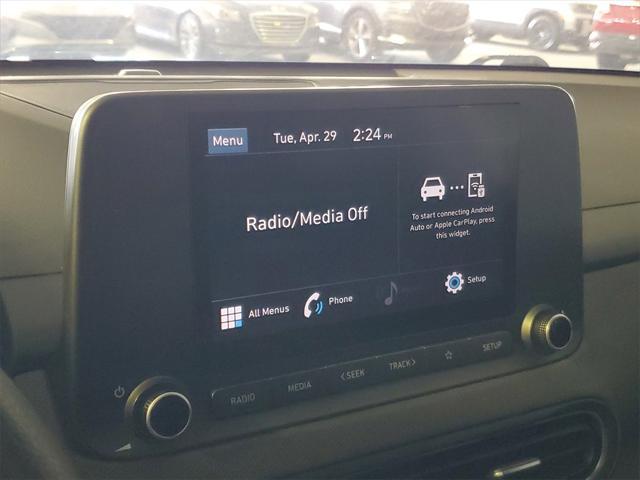 Menu Tue, Apr. 29 2:24 PM
Radio/Media Off
To start connecting Android
Auto or Apple CarPlay, press
this widget.
All Menus Phone Setup
RADIO MEDIA <SEEK TRACK> ☆ SETUP